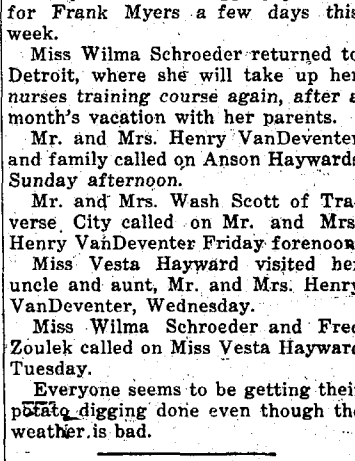 for Frank Myers a few days this
week.
Miss Wilma Schroeder returned to
Detroit, where she will take up her
nurses training course again, after a
month's vacation with her parents.
Mr. and Mrs. Henry VanDeventer
and family called on Anson Haywards
Sunday afternoon.
Mr. and Mrs. Wash Scott of Tra
verse City called on Mr. and Mrs
Henry VanDeventer Friday forenoon
Miss Vesta Hayward visited her
uncle and aunt, Mr. and Mrs. Henry
VanDeventer, Wednesday.
Miss Wilma Schroeder and Fred
Zoulek called on Miss Vesta Hayward
Tuesday.
Everyone seems to be getting their
potato digging done even though the
weather is bad.